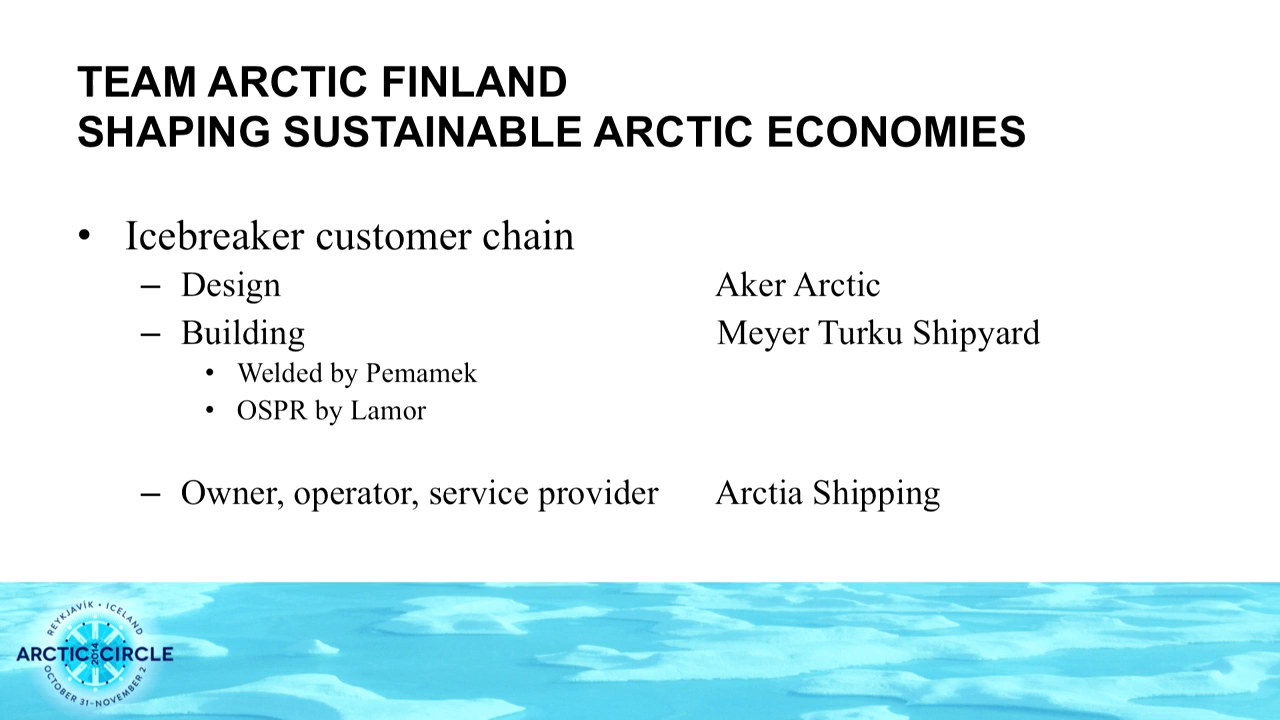 TEAM ARCTIC FINLAND
SHAPING SUSTAINABLE ARCTIC ECONOMIES
• Icebreaker customer chain
– Design Aker Arctic
– Building Meyer Turku Shipyard
• Welded by Pemamek
• OSPR by Lamor
– Owner, operator, service provider Arctia Shipping
REYKJAVÍK • ICELAND
ARCTIC 2014 CIRCLE
OCTOBER 31–NOVEMBER 2